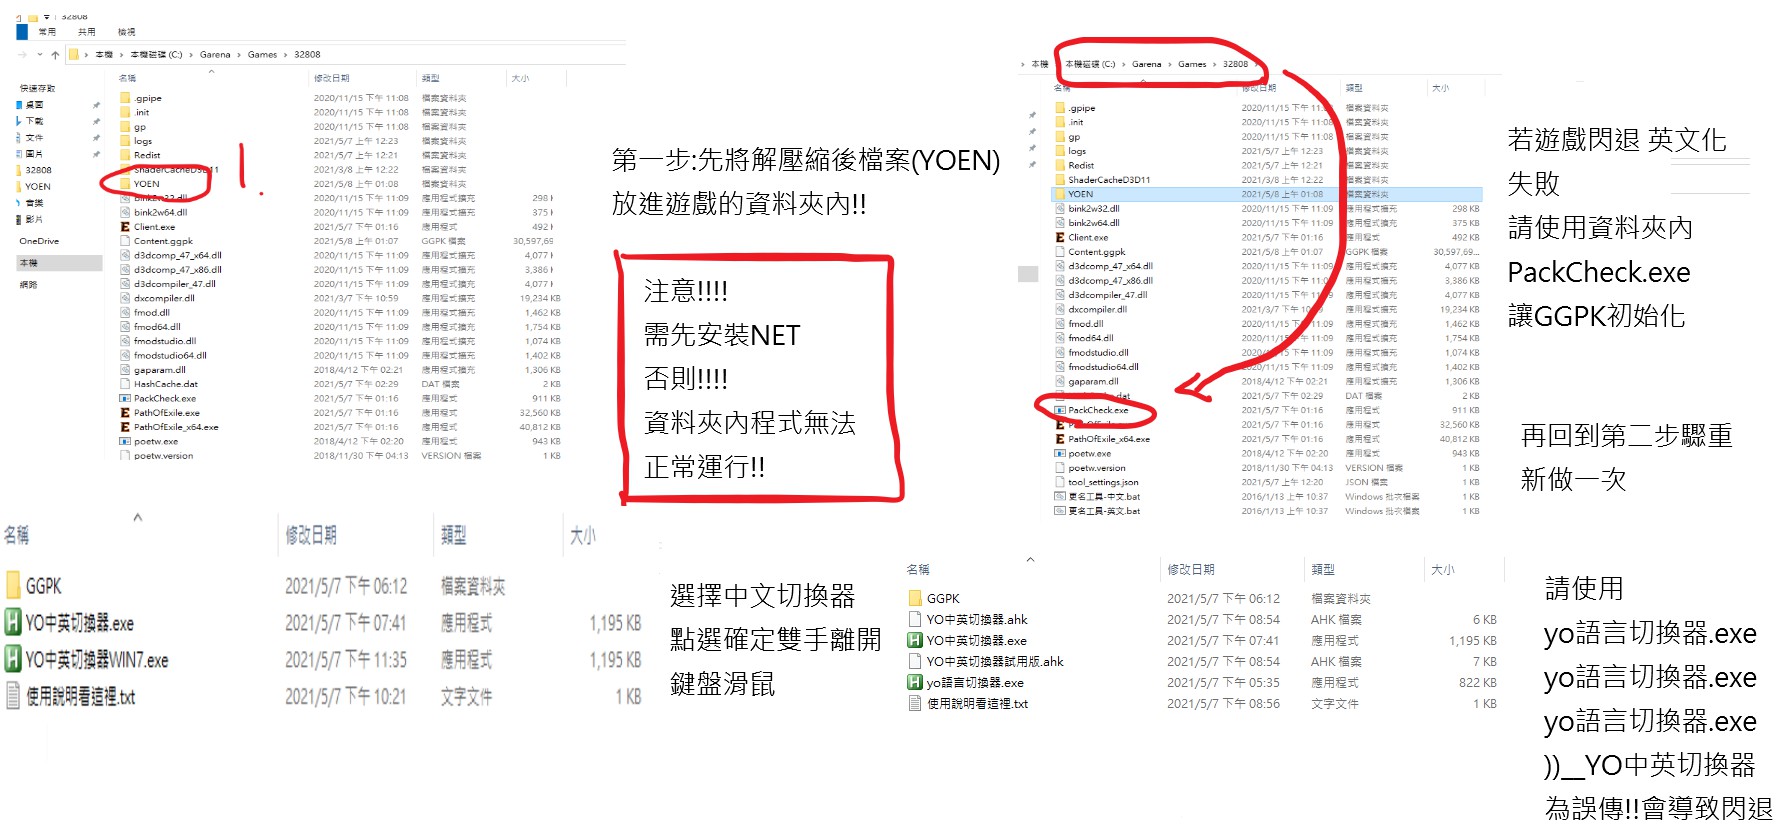 32808
常用 共用 檢視
本機 > 本機磁碟 (C:) > Garena > Games > 32808
名稱 修改日期 類型 大小
快速存取
桌面
下載
文件
圖片
32808
YOEN
音樂
影片
OneDrive
本機
網路
.gpipe 2020/11/15 下午 11:08 檔案資料夾
.init 2020/11/15 下午 11:08 檔案資料夾
gp 2020/11/15 下午 11:08 檔案資料夾
logs 2021/5/7 上午 12:23 檔案資料夾
Redist 2021/5/7 上午 12:21 檔案資料夾
ShaderCacheD3D11 2021/3/8 上午 12:22 檔案資料夾
YOEN 2021/5/8 上午 01:08 檔案資料夾
bink2w32.dll 2020/11/15 下午 11:09 應用程式擴充 298
bink2w64.dll 2020/11/15 下午 11:09 應用程式擴充 375
Client.exe 2021/5/7 下午 01:16 應用程式 492
Content.ggpk 2021/5/8 上午 01:07 GGPK 檔案 30,597,69
d3dcomp_47_x64.dll 2020/11/15 下午 11:09 應用程式擴充 4,077
d3dcomp_47_x86.dll 2020/11/15 下午 11:09 應用程式擴充 3,386
d3dcompiler_47.dll 2020/11/15 下午 11:09 應用程式擴充 4,077
dxcompiler.dll 2021/3/7 下午 10:59 應用程式擴充 19,234 KB
fmod.dll 2020/11/15 下午 11:09 應用程式擴充 1,462 KB
fmod64.dll 2020/11/15 下午 11:09 應用程式擴充 1,754 KB
fmodstudio.dll 2020/11/15 下午 11:09 應用程式擴充 1,074 KB
fmodstudio64.dll 2020/11/15 下午 11:09 應用程式擴充 1,402 KB
gaparam.dll 2018/4/12 下午 02:21 應用程式擴充 1,306 KB
HashCache.dat 2021/5/7 下午 02:29 DAT 檔案 2 KB
PackCheck.exe 2021/5/7 下午 01:16 應用程式 911 KB
PathOfExile.exe 2021/5/7 下午 01:16 應用程式 32,560 KB
PathOfExile_x64.exe 2021/5/7 下午 01:16 應用程式 40,812 KB
poetw.exe 2018/4/12 下午 02:20 應用程式 943 KB
poetw.version 2018/11/30 下午 04:13 VERSION 檔案 1 KB
1.
第一步:先將解壓縮後檔案(YOEN)
放進遊戲的資料夾內!!
注意!!!!
需先安裝NET
否則!!!!
資料夾內程式無法
正常運行!!
> 本機 本機磁碟 (C:) > Garena > Games > 32808 >
名稱 修改日期 類型 大小
.gpipe 2020/11/15 下午 11:08 檔案資料夾
.init 2020/11/15 下午 11:08 檔案資料夾
gp 2020/11/15 下午 11:08 檔案資料夾
logs 2021/5/7 上午 12:23 檔案資料夾
Redist 2021/5/7 上午 12:21 檔案資料夾
ShaderCacheD3D11 2021/3/8 上午 12:22 檔案資料夾
YOEN 2021/5/8 上午 01:08 檔案資料夾
bink2w32.dll 2020/11/15 下午 11:09 應用程式擴充 298 KB
bink2w64.dll 2020/11/15 下午 11:09 應用程式擴充 375 KB
Client.exe 2021/5/7 下午 01:16 應用程式 492 KB
Content.ggpk 2021/5/8 上午 01:07 GGPK 檔案 30,597,69...
d3dcomp_47_x64.dll 2020/11/15 下午 11:09 應用程式擴充 4,077 KB
d3dcomp_47_x86.dll 2020/11/15 下午 11:09 應用程式擴充 3,386 KB
d3dcompiler_47.dll 2020/11/15 下午 11:09 應用程式擴充 4,077 KB
dxcompiler.dll 2021/3/7 下午 10:59 應用程式擴充 19,234 KB
fmod.dll 2020/11/15 下午 11:09 應用程式擴充 1,462 KB
fmod64.dll 2020/11/15 下午 11:09 應用程式擴充 1,754 KB
fmodstudio.dll 2020/11/15 下午 11:09 應用程式擴充 1,074 KB
fmodstudio64.dll 2020/11/15 下午 11:09 應用程式擴充 1,402 KB
gaparam.dll 2018/4/12 下午 02:21 應用程式擴充 1,306 KB
.dat 2021/5/7 下午 02:29 DAT 檔案 2 KB
PackCheck.exe 2021/5/7 下午 01:16 應用程式 911 KB
PathOfExile.exe 2021/5/7 下午 01:16 應用程式 32,560 KB
PathOfExile_x64.exe 2021/5/7 下午 01:16 應用程式 40,812 KB
poetw.exe 2018/4/12 下午 02:20 應用程式 943 KB
poetw.version 2018/11/30 下午 04:13 VERSION 檔案 1 KB
tool_settings.json 2021/5/7 上午 12:20 JSON 檔案 1 KB
更名工具-中文.bat 2016/1/13 上午 10:37 Windows 批次檔案 1 KB
更名工具-英文.bat 2016/1/13 上午 10:37 Windows 批次檔案 1 KB
若遊戲閃退 英文化
失敗
請使用資料夾內
PackCheck.exe
讓GGPK初始化
再回到第二步驟重
新做一次
名稱 修改日期 類型 大小
GGPK 2021/5/7 下午 06:12 檔案資料夾
YO中英切換器.exe 2021/5/7 下午 07:41 應用程式 1,195 KB
YO中英切換器WIN7.exe 2021/5/7 下午 11:35 應用程式 1,195 KB
使用說明看這裡.txt 2021/5/7 下午 10:21 文字文件 1 KB
選擇中文切換器
點選確定雙手離開
鍵盤滑鼠
名稱 修改日期 類型 大小
GGPK 2021/5/7 下午 06:12 檔案資料夾
YO中英切換器.ahk 2021/5/7 下午 08:54 AHK 檔案 6 KB
YO中英切換器.exe 2021/5/7 下午 07:41 應用程式 1,195 KB
YO中英切換器試用版.ahk 2021/5/7 下午 08:54 AHK 檔案 7 KB
yo語言切換器.exe 2021/5/7 下午 05:35 應用程式 822 KB
使用說明看這裡.txt 2021/5/7 下午 08:56 文字文件 1 KB
請使用
yo語言切換器.exe
yo語言切換器.exe
yo語言切換器.exe
))__YO中英切換器
為誤傳!!會導致閃退